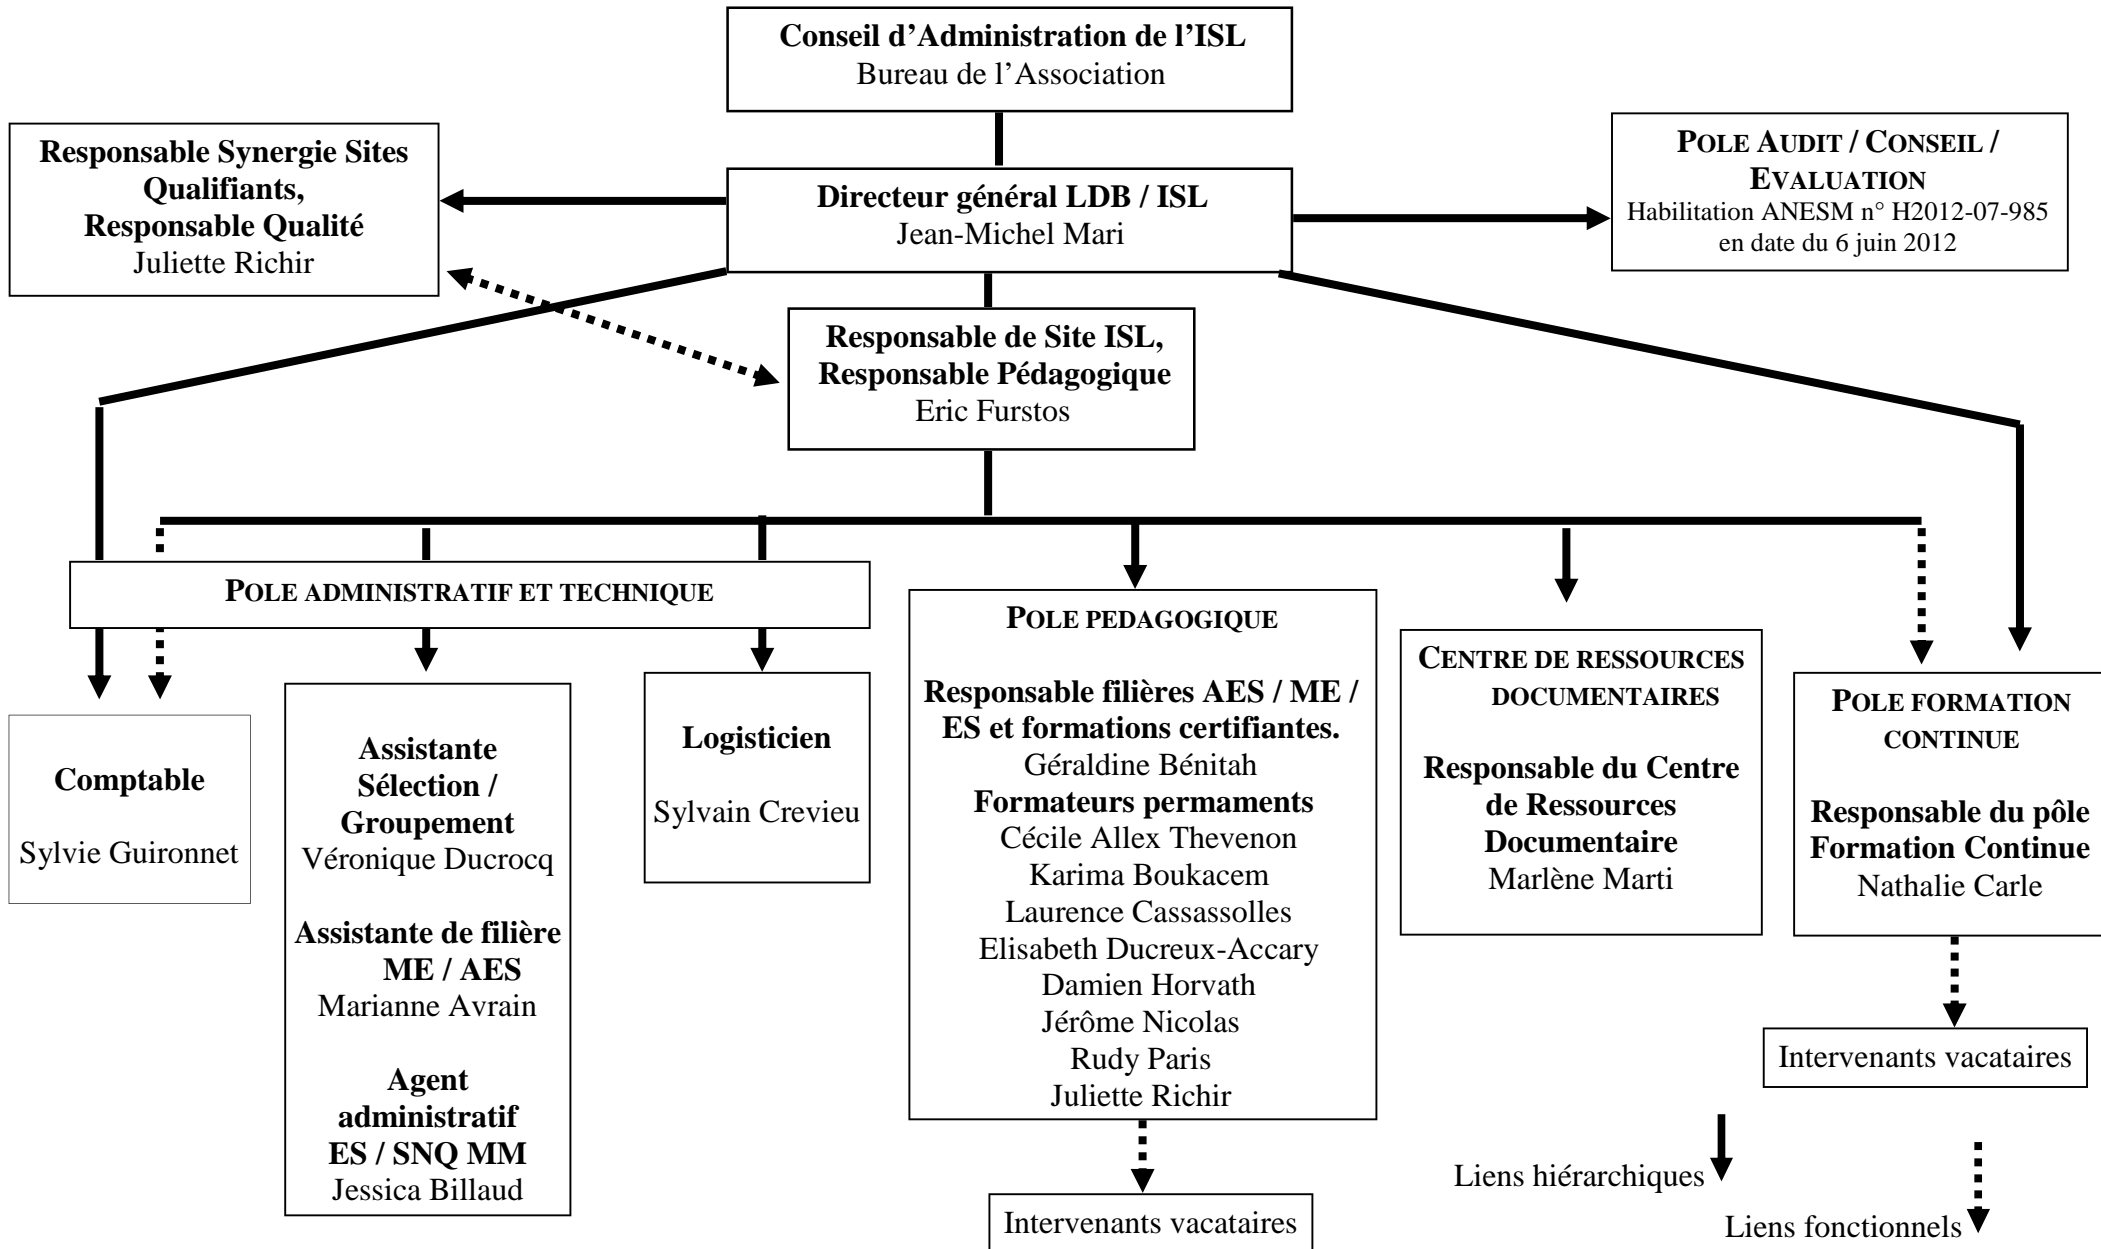 Conseil d’Administration de l’ISL
Bureau de l’Association
Responsable Synergie Sites
Qualifiants,
Responsable Qualité
Juliette Richir
POLE AUDIT / CONSEIL /
EVALUATION
Habilitation ANESM n° H2012-07-985
en date du 6 juin 2012
Directeur général LDB / ISL
Jean-Michel Mari
Responsable de Site ISL,
Responsable Pédagogique
Eric Furstos
POLE ADMINISTRATIF ET TECHNIQUE
Comptable
Sylvie Guironnet
Assistante
Sélection /
Groupement
Véronique Ducrocq
Assistante de filière
ME / AES
Marianne Avrain
Agent
administratif
ES / SNQ MM
Jessica Billaud
Logisticien
Sylvain Crevieu
POLE PEDAGOGIQUE
Responsable filières AES / ME /
ES et formations certifiantes.
Géraldine Bénitah
Formateurs permaments
Cécile Allex Thevenon
Karima Boukacem
Laurence Cassassolles
Elisabeth Ducreux-Accary
Damien Horvath
Jérôme Nicolas
Rudy Paris
Juliette Richir
Intervenants vacataires
CENTRE DE RESSOURCES
DOCUMENTAIRES
Responsable du Centre
de Ressources
Documentaire
Marlène Marti
POLE FORMATION
CONTINUE
Responsable du pôle
Formation Continue
Nathalie Carle
Intervenants vacataires
Liens hiérarchiques
Liens fonctionnels